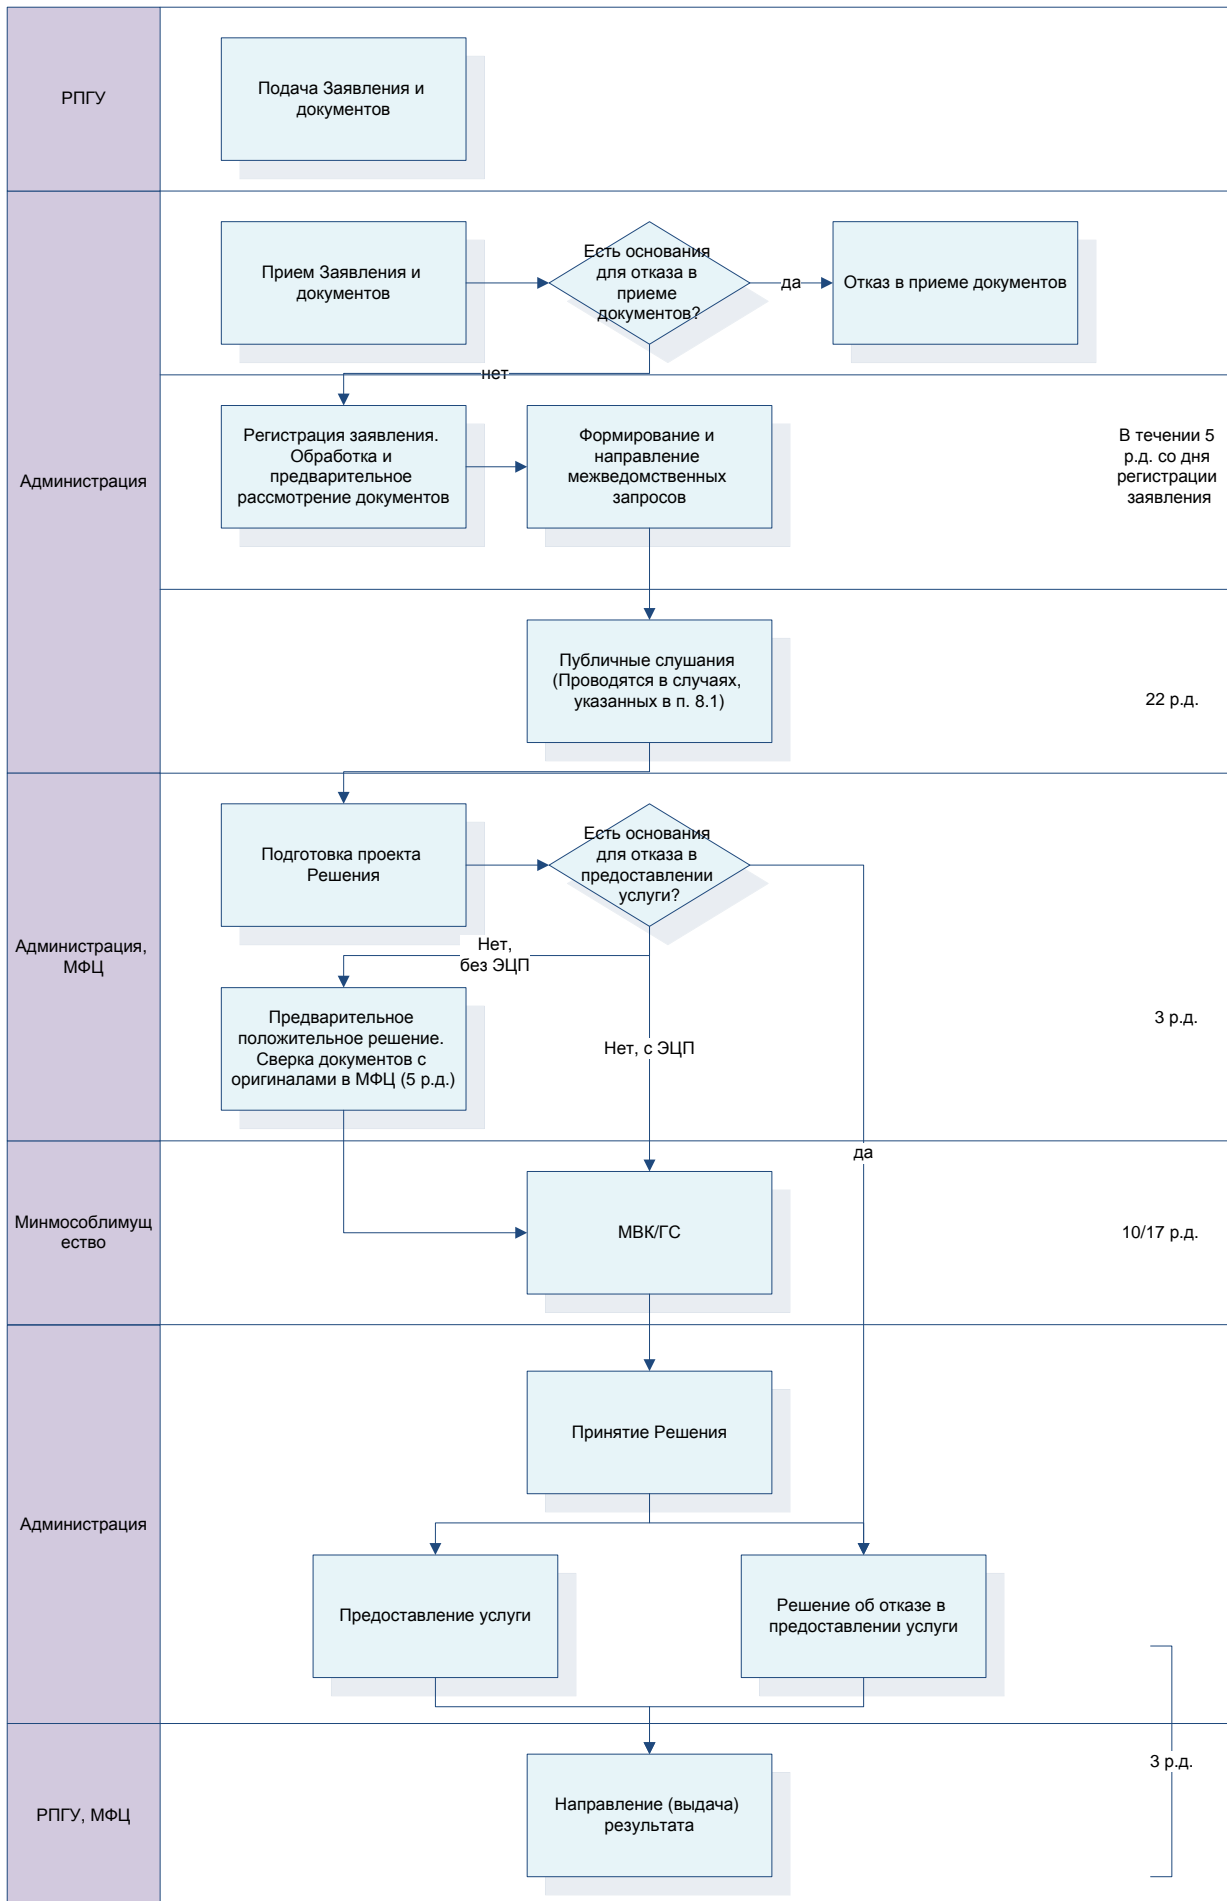 РПГУ
Подача Заявления и
документов
Администрация
Прием Заявления и
документов
Есть основания
для отказа в
приеме
документов?
да
Отказ в приеме документов
нет
Регистрация заявления.
Обработка и
предварительное
рассмотрение документов
Формирование и
направление
межведомственных
запросов
В течении 5
р.д. со дня
регистрации
заявления
Публичные слушания
(Проводятся в случаях,
указанных в п. 8.1)
22 р.д.
Администрация,
МФЦ
Подготовка проекта
Решения
Есть основания
для отказа в
предоставлении
услуги?
Нет,
без ЭЦП
Предварительное
положительное решение.
Сверка документов с
оригиналами в МФЦ (5 р.д.)
Нет, с ЭЦП
3 р.д.
да
Минмособлимущ
ество
МВК/ГС
10/17 р.д.
Администрация
Принятие Решения
Предоставление услуги
Решение об отказе в
предоставлении услуги
3 р.д.
РПГУ, МФЦ
Направление (выдача)
результата